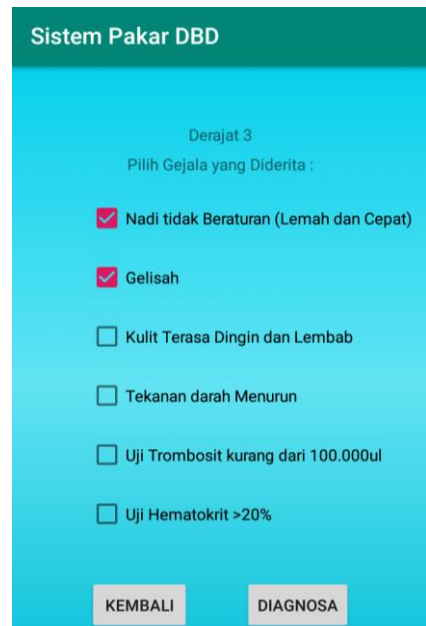 Sistem Pakar DBD
Derajat 3
Pilih Gejala yang Diderita :
Nadi tidak Beraturan (Lemah dan Cepat)
Gelisah
Kulit Terasa Dingin dan Lembab
Tekanan darah Menurun
Uji Trombosit kurang dari 100.000ul
Uji Hematokrit >20%
KEMBALI
DIAGNOSA